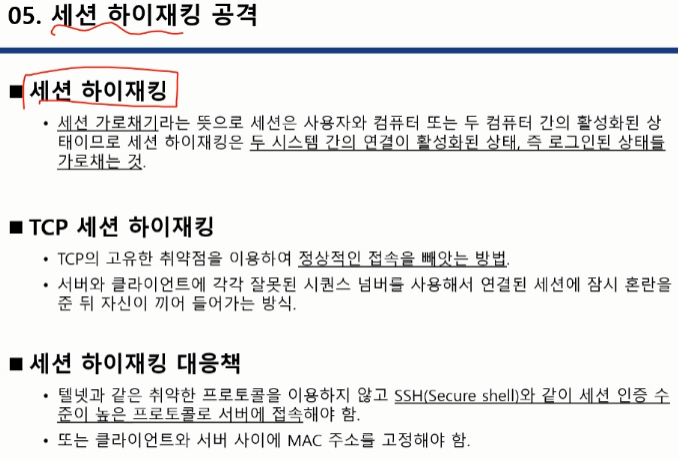 05. 세션 하이재킹 공격
■ 세션 하이재킹
• 세션 가로채기라는 뜻으로 세션은 사용자와 컴퓨터 또는 두 컴퓨터 간의 활성화된 상
태이므로 세션 하이재킹은 두 시스템 간의 연결이 활성화된 상태, 즉 로그인된 상태를
가로채는 것.
■ TCP 세션 하이재킹
• TCP의 고유한 취약점을 이용하여 정상적인 접속을 빼앗는 방법.
• 서버와 클라이언트에 각각 잘못된 시퀀스 넘버를 사용해서 연결된 세션에 잠시 혼란을
준 뒤 자신이 끼어 들어가는 방식.
■ 세션 하이재킹 대응책
• 텔넷과 같은 취약한 프로토콜을 이용하지 않고 SSH(Secure shell)와 같이 세션 인증 수
준이 높은 프로토콜로 서버에 접속해야 함.
• 또는 클라이언트와 서버 사이에 MAC 주소를 고정해야 함.